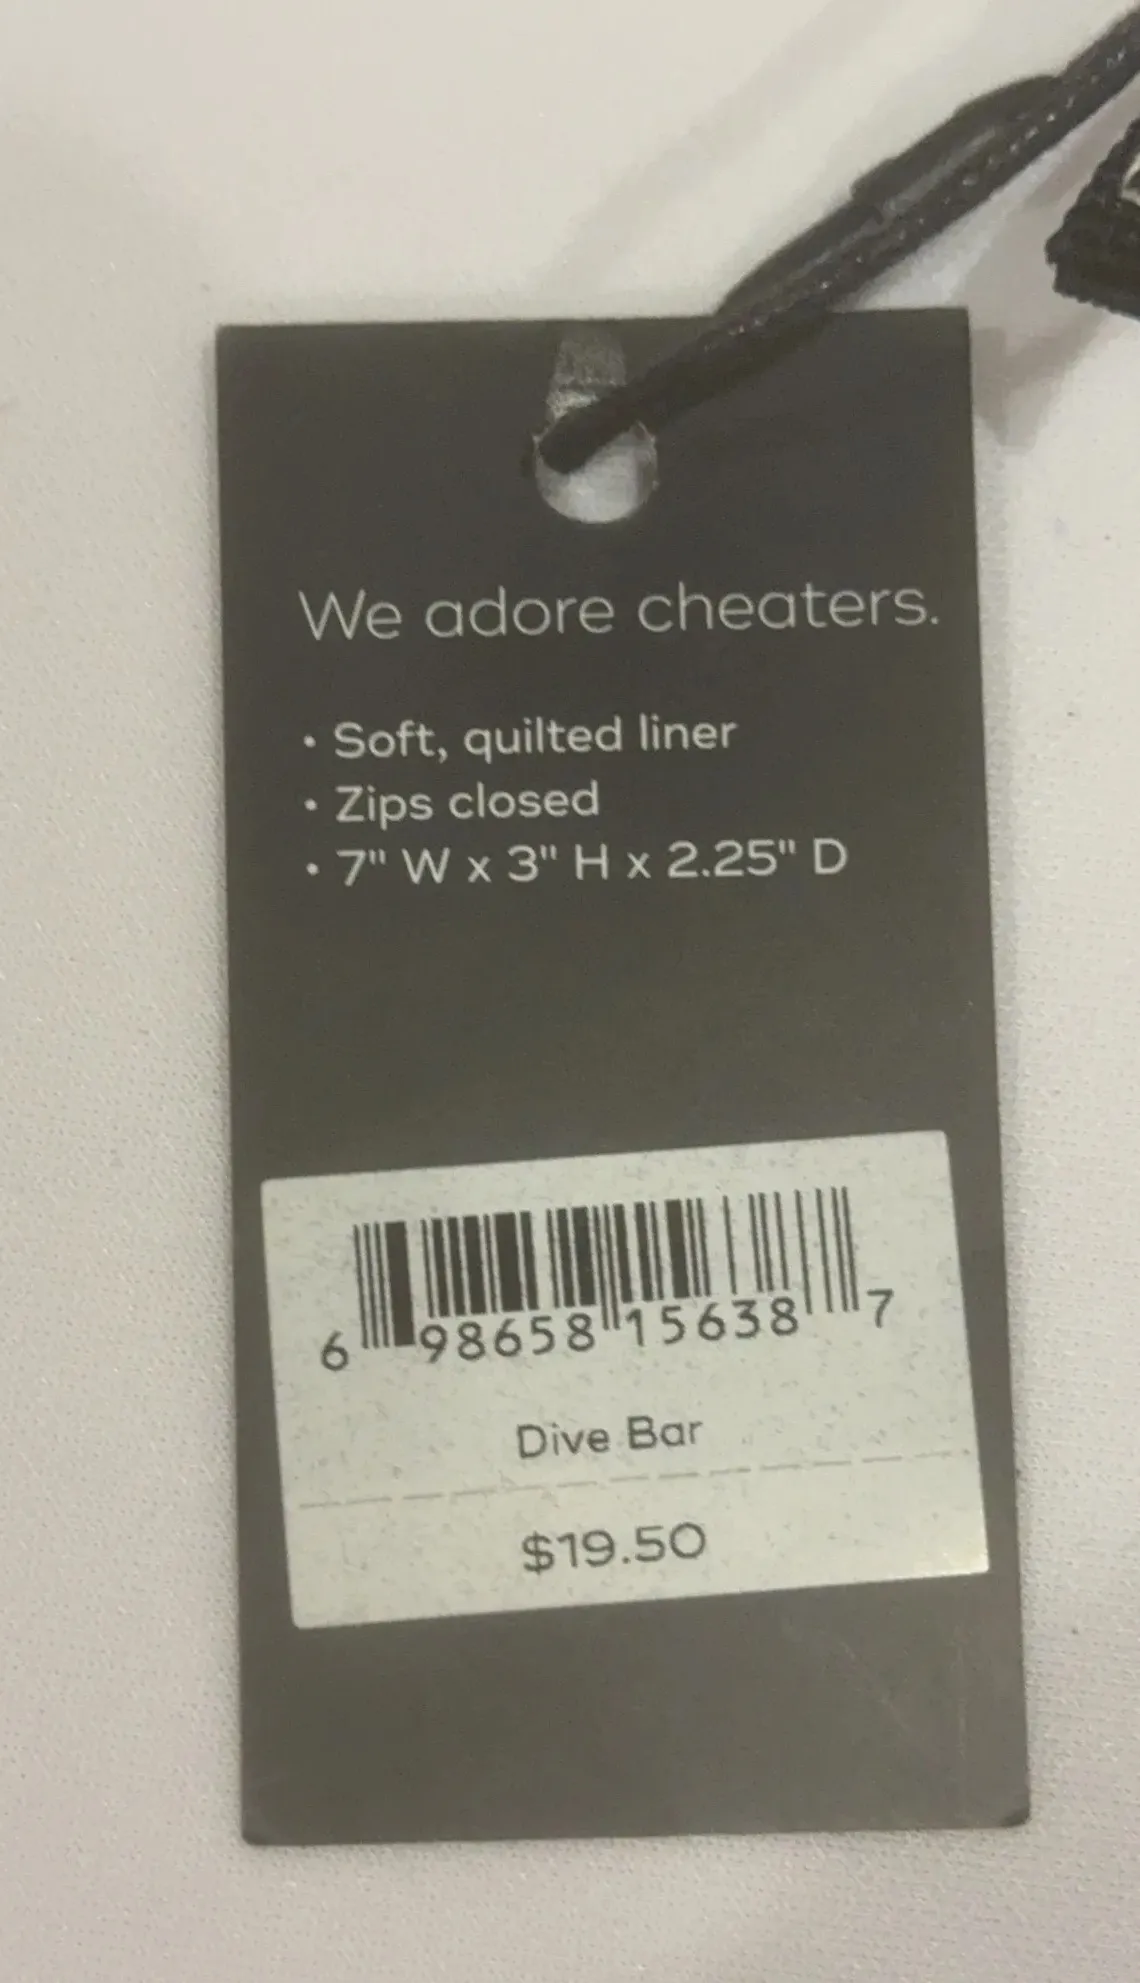 We adore cheaters.
• Soft, quilted liner
• Zips closed
• 7" W x 3" H x 2.25" D
6 98658 15638 7
Dive Bar
$19.50